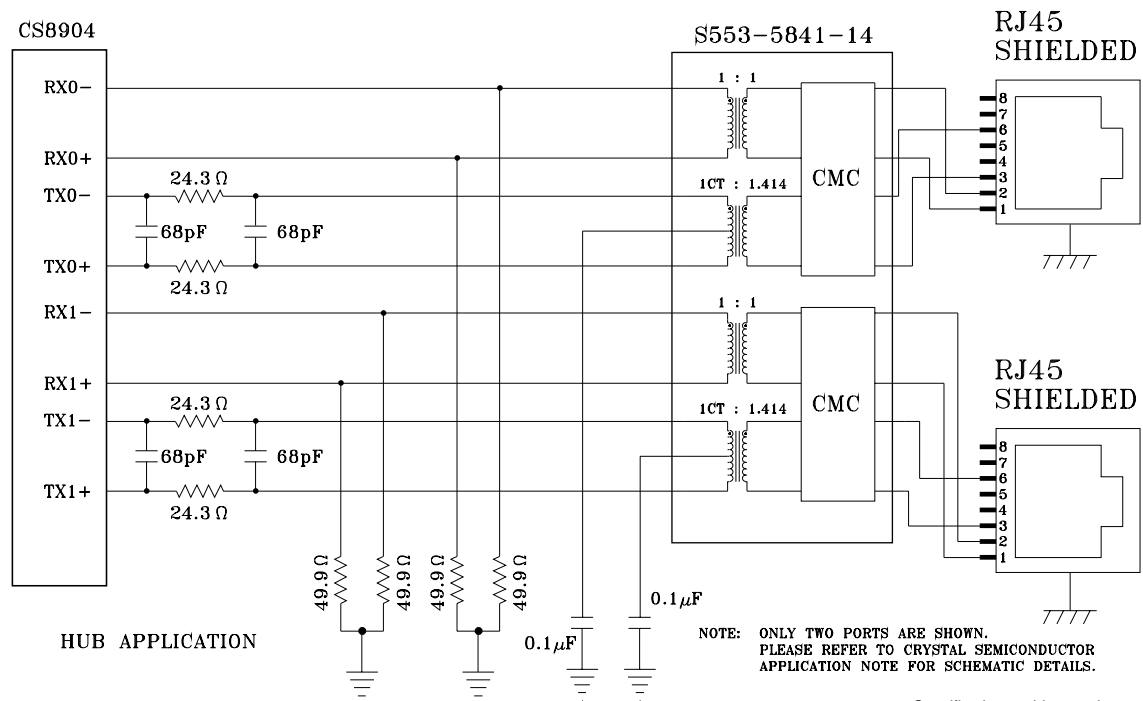 CS8904
S553-5841-14
RJ45
SHIELDED
RX0-
RX0+
TX0-
TX0+
RX1-
RX1+
TX1-
TX1+
24.3 Ω
68pF
68pF
24.3 Ω
24.3 Ω
68pF
68pF
24.3 Ω
1 : 1
1CT : 1.414
CMC
1 : 1
1CT : 1.414
CMC
8
7
6
5
4
3
2
1
RJ45
SHIELDED
8
7
6
5
4
3
2
1
49.9 Ω
49.9 Ω
49.9 Ω
49.9 Ω
0.1μF
0.1μF
HUB APPLICATION
NOTE: ONLY TWO PORTS ARE SHOWN.
PLEASE REFER TO CRYSTAL SEMICONDUCTOR
APPLICATION NOTE FOR SCHEMATIC DETAILS.